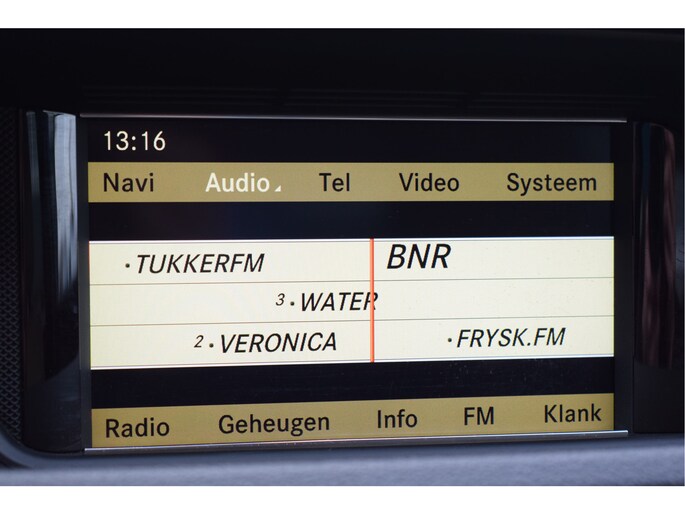 13:16
Navi Audio Tel Video Systeem
·TUKKERFM BNR
3·WATER
2·VERONICA ·FRYSK.FM
Radio Geheugen Info FM Klank